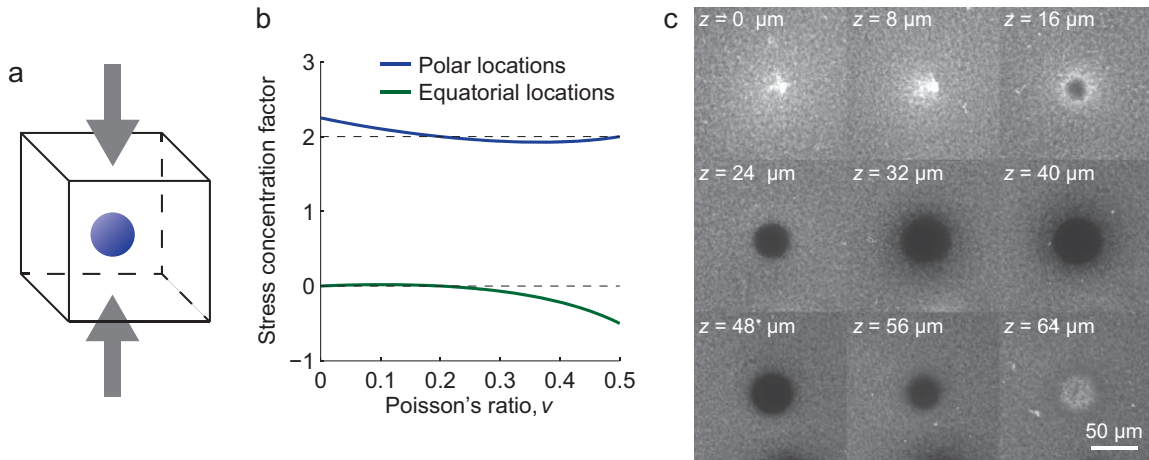 a
b
3
2
1
0
−1
0
0.1
0.2
0.3
0.4
0.5
Stress concentration factor
Poisson's ratio, v
Polar locations
Equatorial locations
c
z = 0 µm
z = 8 µm
z = 16 µm
z = 24 µm
z = 32 µm
z = 40 µm
z = 48 µm
z = 56 µm
z = 64 µm
50 µm